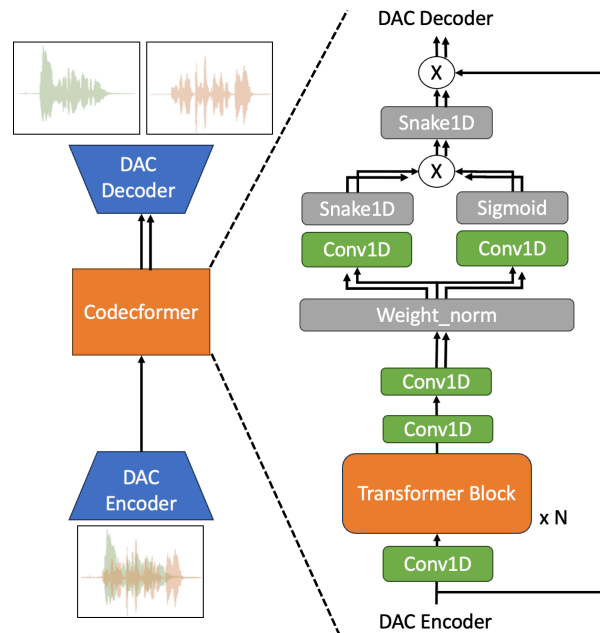 DAC
Decoder
Codecformer
DAC
Encoder
DAC Decoder
X
Snake1D
X
Snake1D
Sigmoid
Conv1D
Conv1D
Weight_norm
Conv1D
Conv1D
Transformer Block
x N
Conv1D
DAC Encoder